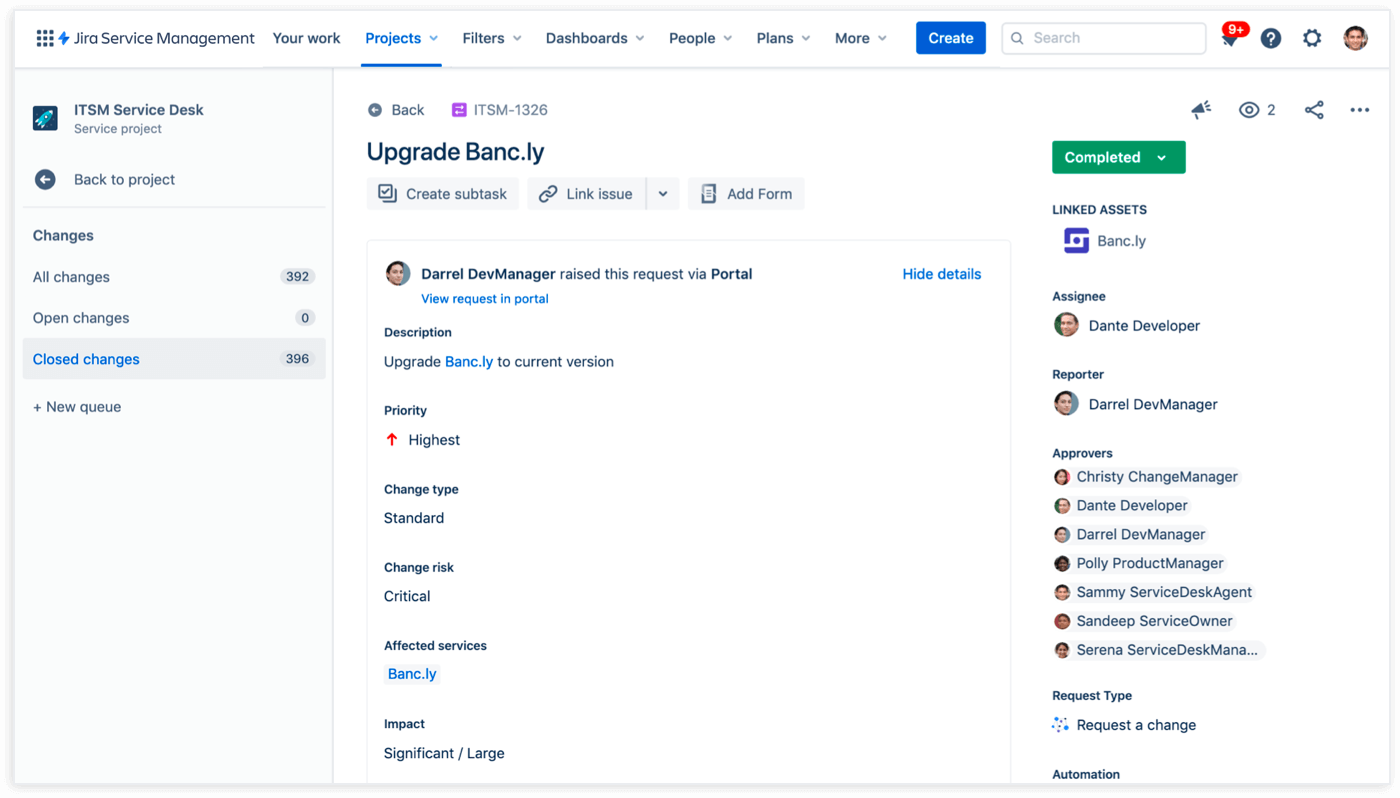 Jira Service Management Your work Projects Filters Dashboards People Plans More Create Search 9+
ITSM Service Desk
Service project
Back to project
Changes
All changes 392
Open changes 0
Closed changes 396
+ New queue
Back ITSM-1326
Upgrade Banc.ly
Create subtask Link issue Add Form
Darrel DevManager raised this request via Portal Hide details
View request in portal
Description
Upgrade Banc.ly to current version
Priority
Highest
Change type
Standard
Change risk
Critical
Affected services
Banc.ly
Impact
Significant / Large
2
Completed
LINKED ASSETS
Banc.ly
Assignee
Dante Developer
Reporter
Darrel DevManager
Approvers
Christy ChangeManager
Dante Developer
Darrel DevManager
Polly ProductManager
Sammy ServiceDeskAgent
Sandeep ServiceOwner
Serena ServiceDeskMana...
Request Type
Request a change
Automation